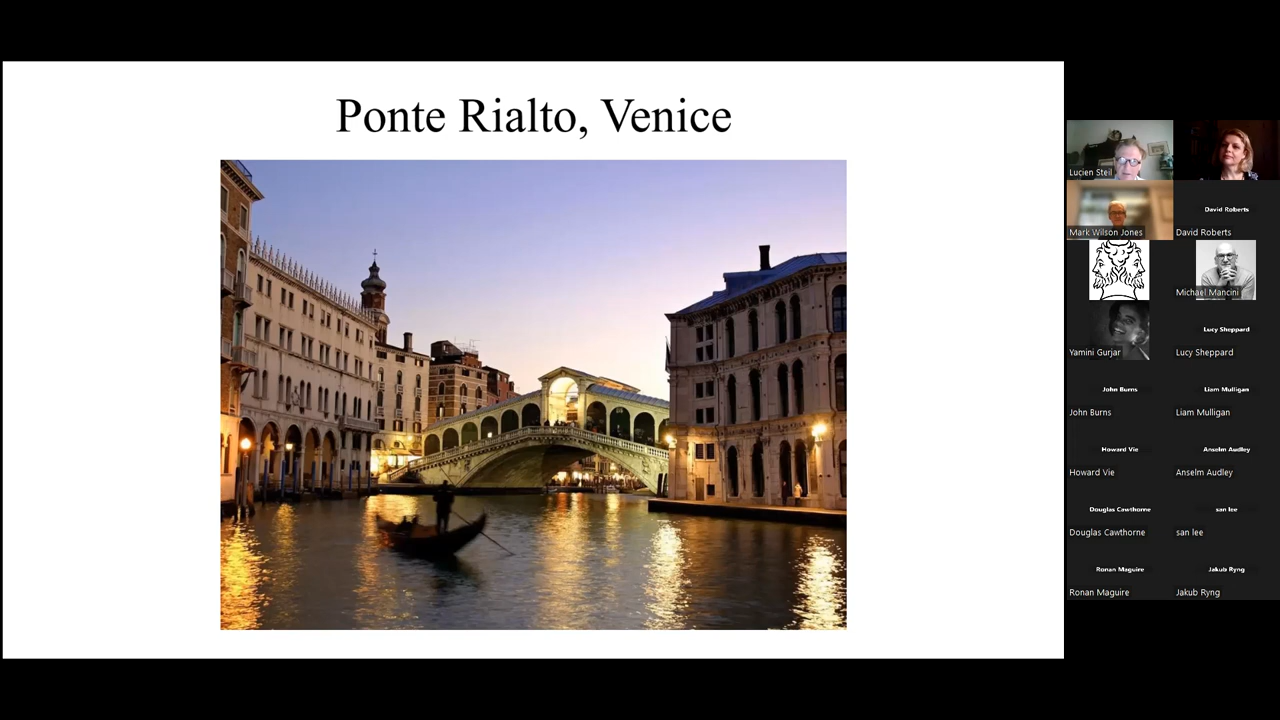 Ponte Rialto, Venice
Lucien Steil
Mark Wilson Jones
David Roberts
David Roberts
Michael Mancini
Yamini Gurjar
Lucy Sheppard
Lucy Sheppard
John Burns
John Burns
Liam Mulligan
Liam Mulligan
Howard Vie
Howard Vie
Anselm Audley
Anselm Audley
Douglas Cawthorne
Douglas Cawthorne
san lee
san lee
Ronan Maguire
Ronan Maguire
Jakub Ryng
Jakub Ryng